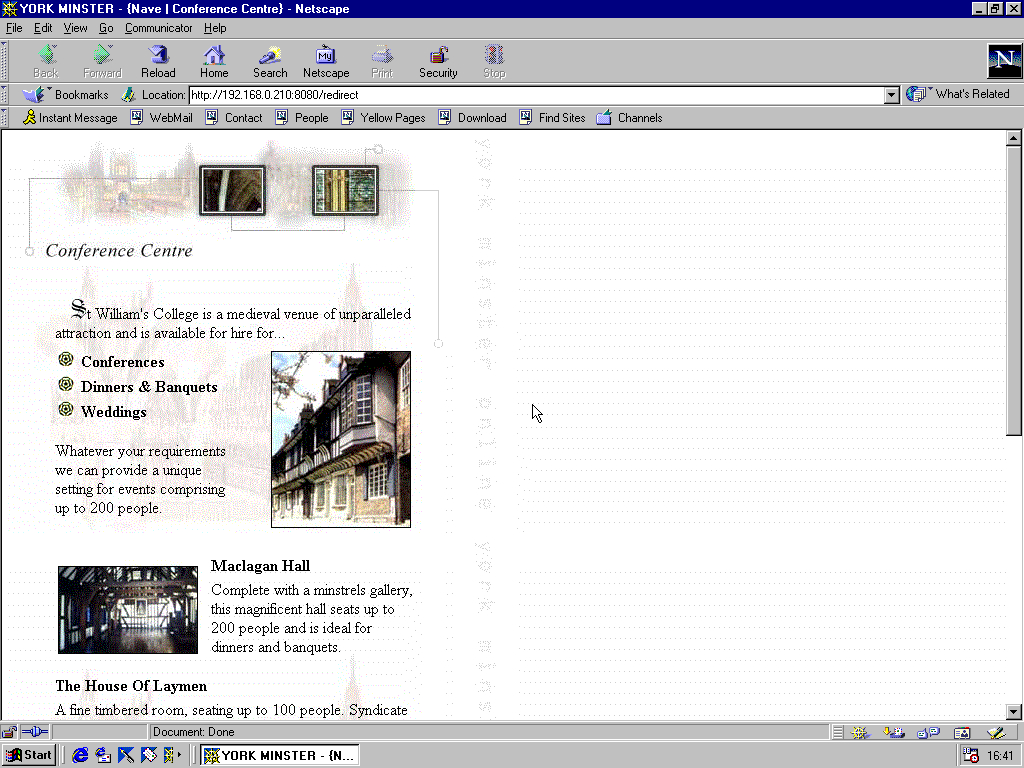 YORK MINSTER - {Nave | Conference Centre} - Netscape
File Edit View Go Communicator Help
Back Forward Reload Home Search Netscape Print Security Stop
My
N
Bookmarks Location: http://192.168.0.210:8080/redirect What's Related
Instant Message WebMail Contact People Yellow Pages Download Find Sites Channels
Conference Centre
St William's College is a medieval venue of unparalleled
attraction and is available for hire for...
Conferences
Dinners & Banquets
Weddings
Whatever your requirements
we can provide a unique
setting for events comprising
up to 200 people.
Maclagan Hall
Complete with a minstrels gallery,
this magnificent hall seats up to
200 people and is ideal for
dinners and banquets.
The House Of Laymen
A fine timbered room, seating up to 100 people. Syndicate
york minster online york mins
Document: Done
Start YORK MINSTER - {N... 16:41